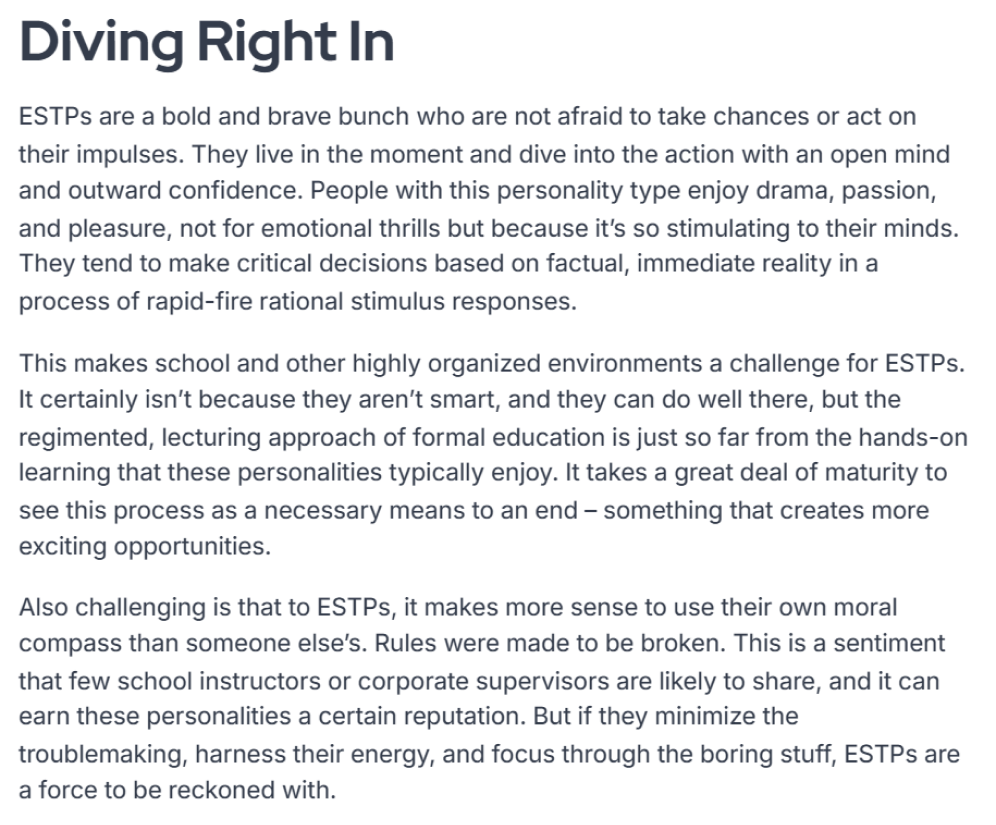 Diving Right In
ESTPs are a bold and brave bunch who are not afraid to take chances or act on
their impulses. They live in the moment and dive into the action with an open mind
and outward confidence. People with this personality type enjoy drama, passion,
and pleasure, not for emotional thrills but because it’s so stimulating to their minds.
They tend to make critical decisions based on factual, immediate reality in a
process of rapid-fire rational stimulus responses.
This makes school and other highly organized environments a challenge for ESTPs.
It certainly isn’t because they aren’t smart, and they can do well there, but the
regimented, lecturing approach of formal education is just so far from the hands-on
learning that these personalities typically enjoy. It takes a great deal of maturity to
see this process as a necessary means to an end – something that creates more
exciting opportunities.
Also challenging is that to ESTPs, it makes more sense to use their own moral
compass than someone else’s. Rules were made to be broken. This is a sentiment
that few school instructors or corporate supervisors are likely to share, and it can
earn these personalities a certain reputation. But if they minimize the
troublemaking, harness their energy, and focus through the boring stuff, ESTPs are
a force to be reckoned with.